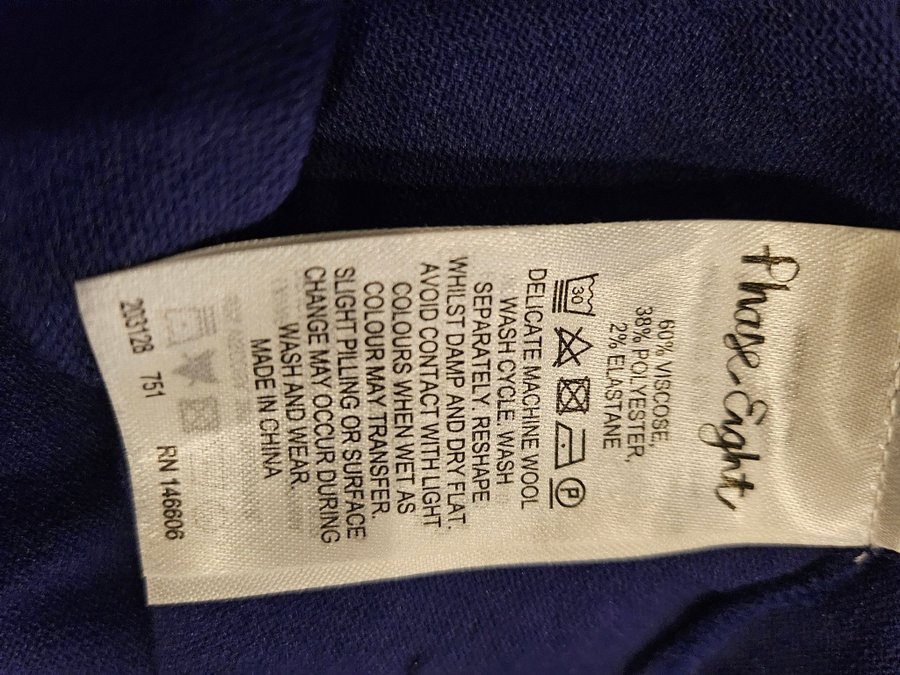 Phase Eight
60% VISCOSE,
38% POLYESTER,
2% ELASTANE
30
P
DELICATE MACHINE WOOL
WASH CYCLE. WASH
SEPARATELY. RESHAPE
WHILST DAMP AND DRY FLAT.
AVOID CONTACT WITH LIGHT
COLOURS WHEN WET AS
COLOUR MAY TRANSFER.
SLIGHT PILLING OR SURFACE
CHANGE MAY OCCUR DURING
WASH AND WEAR.
MADE IN CHINA
203128 751 RN 146606